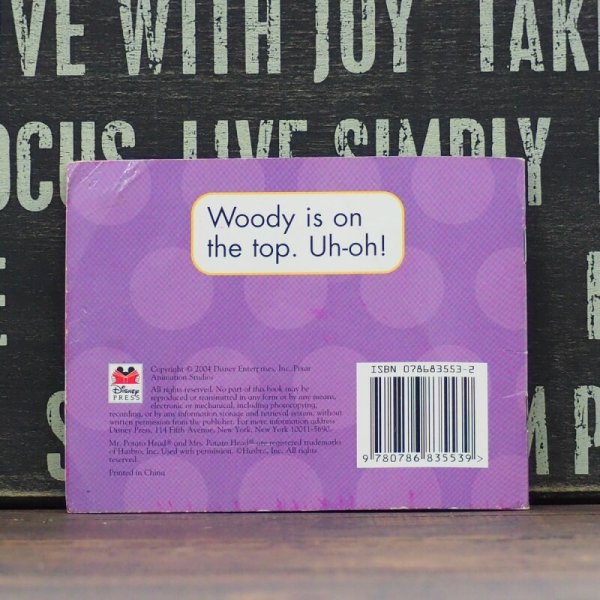 VE WITH JOY TAK
OCUS LIVE SIMPLY
Woody is on
the top. Uh-oh!
ISBN 078683553-2
Disney
PRESS
Copyright © 2004 Disney Enterprises, Inc./Pixar
Animation Studios
All rights reserved. No part of this book may be
reproduced or transmitted in any form or by any means,
electronic or mechanical, including photocopying,
recording, or by any information storage and retrieval system, without
written permission from the publisher. For more information address
Disney Press, 114 Fifth Avenue, New York, New York 10011-5690.
Mr. Potato Head® and Mrs. Potato Head® are registered trademarks
of Hasbro, Inc. Used with permission. ©Hasbro, Inc. All rights
reserved.
Printed in China
9 780786 835539 >